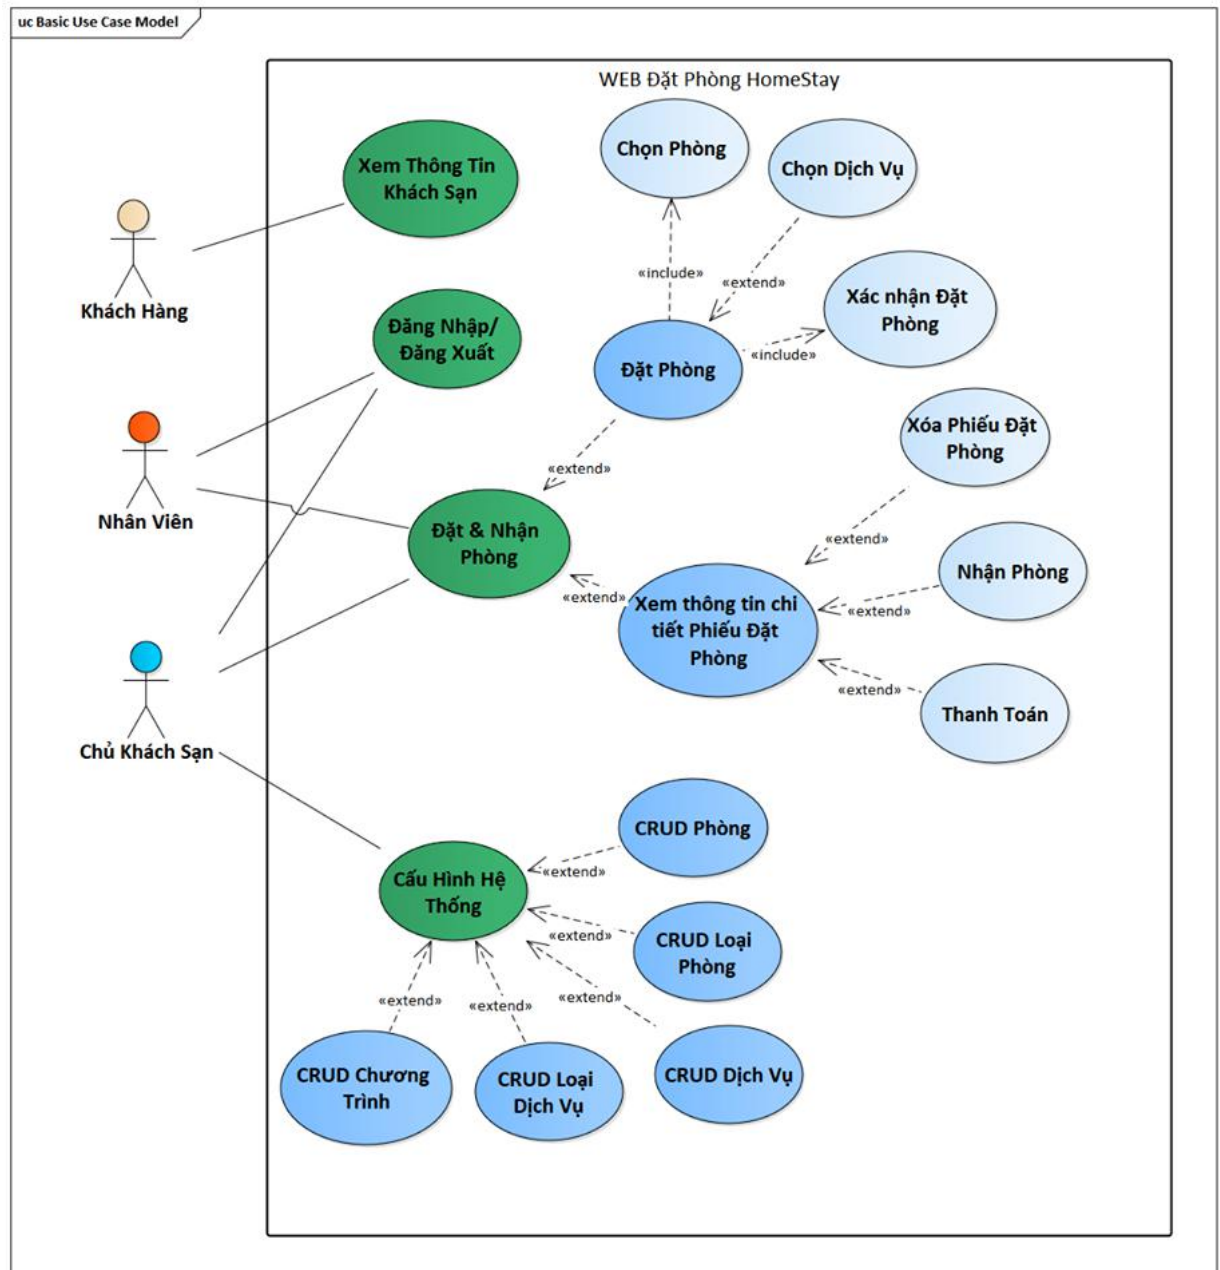 uc Basic Use Case Model
WEB Đặt Phòng HomeStay
Chọn Phòng
Chọn Dịch Vụ
Xem Thông Tin
Khách Sạn
«include»
«extend»
Xác nhận Đặt
Phòng
Khách Hàng
Đăng Nhập/
Đăng Xuất
«include»
Đặt Phòng
Xóa Phiếu Đặt
Phòng
«extend»
Nhân Viên
Đặt & Nhận
Phòng
«extend»
Nhận Phòng
«extend»
Xem thông tin chi
tiết Phiếu Đặt
Phòng
«extend»
«extend»
Thanh Toán
Chủ Khách Sạn
CRUD Phòng
«extend»
Cấu Hình Hệ
Thống
«extend»
CRUD Loại
Phòng
«extend»
«extend»
«extend»
CRUD Chương
Trình
CRUD Loại
Dịch Vụ
CRUD Dịch Vụ